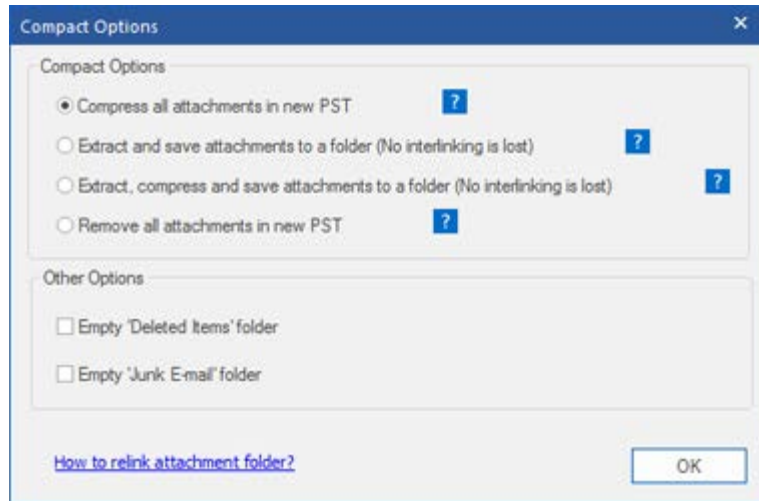 Compact Options
Compact Options
Compress all attachments in new PST ?
Extract and save attachments to a folder (No interlinking is lost) ?
Extract, compress and save attachments to a folder (No interlinking is lost) ?
Remove all attachments in new PST ?
Other Options
Empty 'Deleted Items' folder
Empty 'Junk E-mail' folder
How to relink attachment folder?
OK